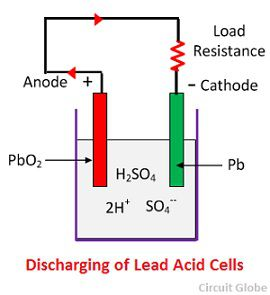 Load
Resistance
Anode +
- Cathode
PbO₂
Pb
H₂SO₄
2H⁺ SO₄⁻⁻
Discharging of Lead Acid Cells
Circuit Globe